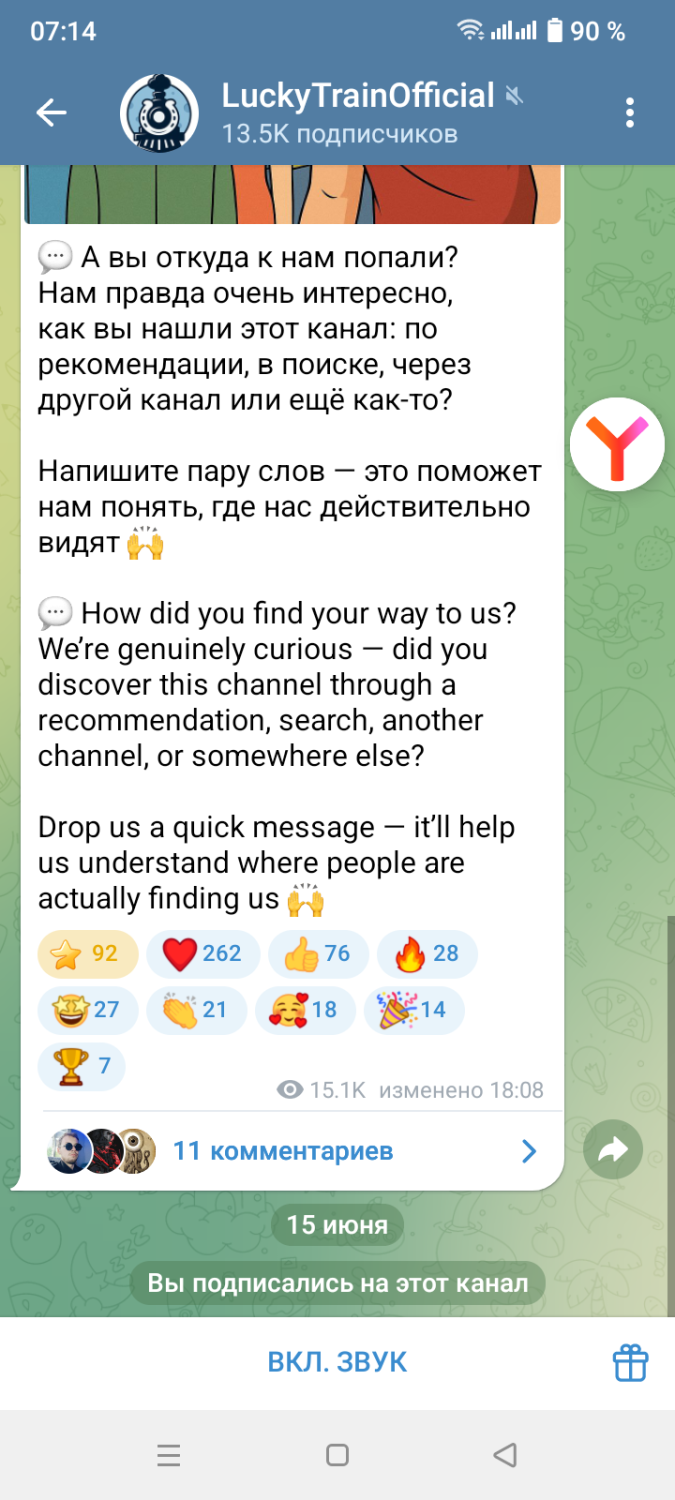 07:14
90 %
LuckyTrainOfficial
13.5K подписчиков
💬 А вы откуда к нам попали?
Нам правда очень интересно,
как вы нашли этот канал: по
рекомендации, в поиске, через
другой канал или ещё как-то?
Напишите пару слов — это поможет
нам понять, где нас действительно
видят 🙌
💬 How did you find your way to us?
We’re genuinely curious — did you
discover this channel through a
recommendation, search, another
channel, or somewhere else?
Drop us a quick message — it’ll help
us understand where people are
actually finding us 🙌
⭐ 92 ❤️ 262 👍 76 🔥 28
🤩 27 👏 21 🥰 18 🎉 14
🏆 7
15.1K изменено 18:08
11 комментариев
15 июня
Вы подписались на этот канал
ВКЛ. ЗВУК